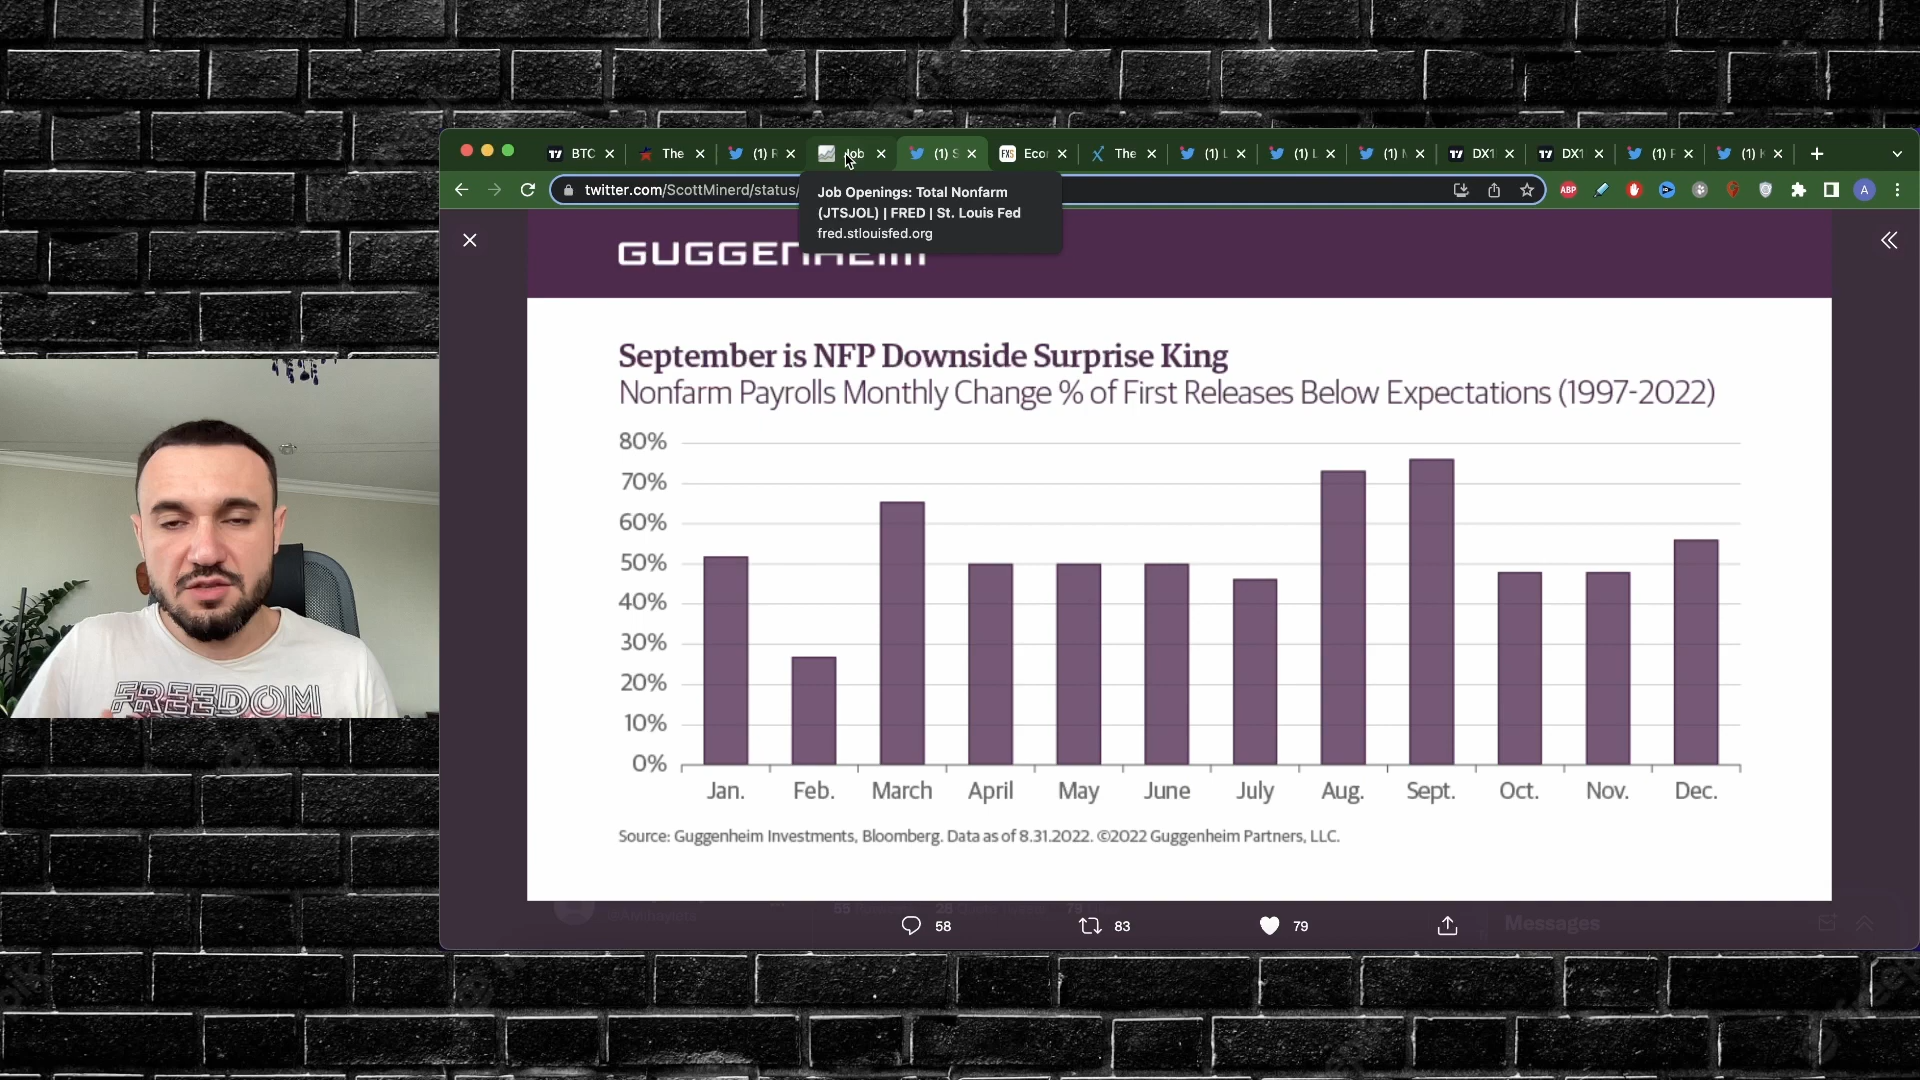 BTC
The
(1) F
Job
(1) S
Eco
The
(1) L
(1) L
(1)
DX1
DX1
(1) F
(1)
twitter.com/ScottMinerd/status/
ABP
A
Job Openings: Total Nonfarm
(JTSJOL) | FRED | St. Louis Fed
fred.stlouisfed.org
GUGGENHEIM
September is NFP Downside Surprise King
Nonfarm Payrolls Monthly Change % of First Releases Below Expectations (1997-2022)
80%
70%
60%
50%
40%
30%
20%
10%
0%
Jan. Feb. March April May June July Aug. Sept. Oct. Nov. Dec.
Source: Guggenheim Investments, Bloomberg. Data as of 8.31.2022. ©2022 Guggenheim Partners, LLC.
58
83
79
Messages
FREEDOM